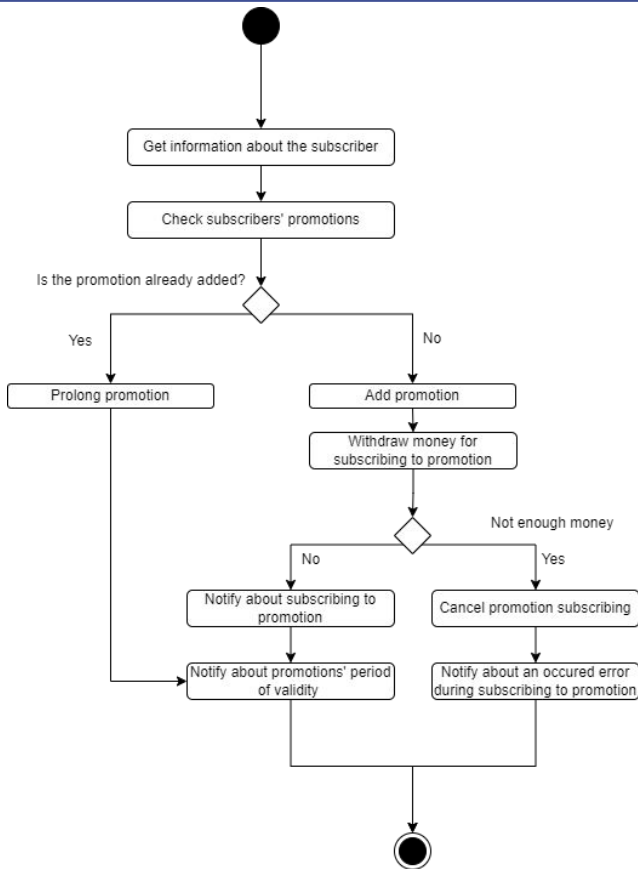 Get information about the subscriber
Check subscribers' promotions
Is the promotion already added?
Yes
No
Prolong promotion
Add promotion
Withdraw money for
subscribing to promotion
Not enough money
No
Yes
Notify about subscribing to
promotion
Cancel promotion subscribing
Notify about promotions' period
of validity
Notify about an occured error
during subscribing to promotion